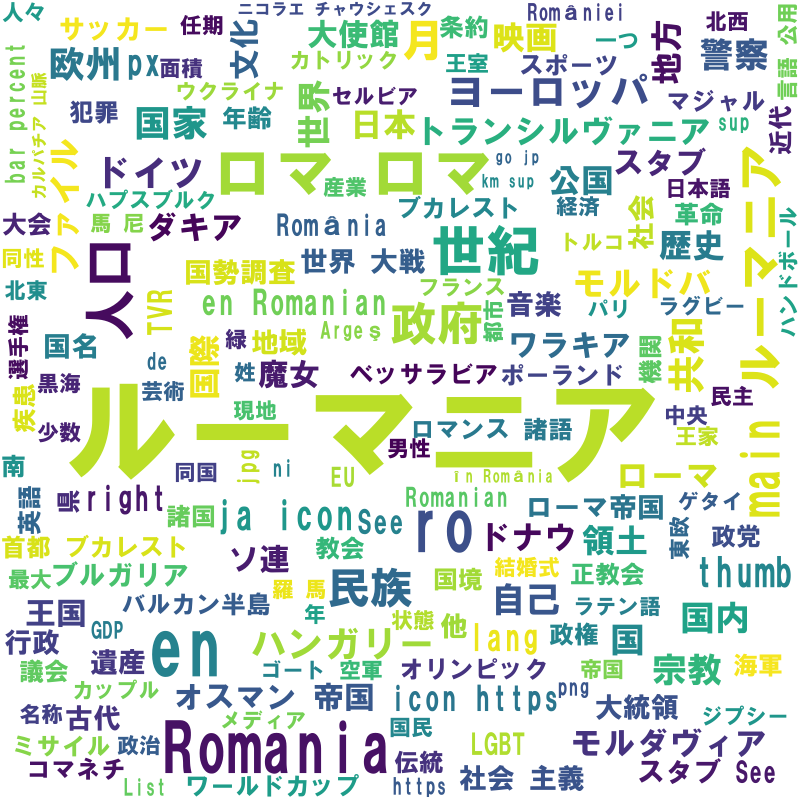 人々 ニコラエ チャウシェスク României
サッカー 任期 大使館 月 条約 映画 一つ 北西 公用
欧州 px 面積 文化 カトリック 王室 スポーツ 地方 警察 言語
bar percent 山脈 カルパチア 犯罪 ウクライナ セルビア ヨーロッパ マジャル
国家 年齢 世界 日本 トランシルヴァニア sup 近代
ファイル ドイツ ロマ ロマ go jp km sup スタブ
ハプスブルク 産業 公国 日本語 ルーマニア
大会 馬 尼 ダキア România ブカレスト 経済 社会 革命
同性 人口 世界 大戦 世紀 トルコ 歴史 ハンドボール
北東 国勢調査 フランス モルドバ
TVR en Romanian 政府 都市 音楽 パリ ラグビー
選手権 国名 緑 地域 Argeş ワラキア 機関 共和
de 国際 姓 魔女 ベッサラビア ポーランド
疾患 黒海 芸術 民主
ルーマニア
少数 現地 男性 ロマンス 諸語 中央 王家
南 同国 jpg ni EU în România ローマ main
英語 県 right Romanian ローマ帝国 ゲタイ
諸国 ja icon See ro ドナウ 領土 東欧 政党
首都 ブカレスト ソ連 教会
最大 ブルガリア 民族 国境 結婚式 正教会 thumb
王国 バルカン半島 羅 馬 年 状態 自己 ラテン語
行政 GDP en ハンガリー 他 lang 政権 国 国内
議会 遺産 ゴート 空軍 オリンピック 帝国 宗教 海軍
カップル オスマン 帝国 icon https png 大統領
名称 古代 メディア 国民 ジプシー
ミサイル 政治 Romania 伝統 LGBT モルダヴィア
コマネチ List ワールドカップ https 社会 主義 スタブ See